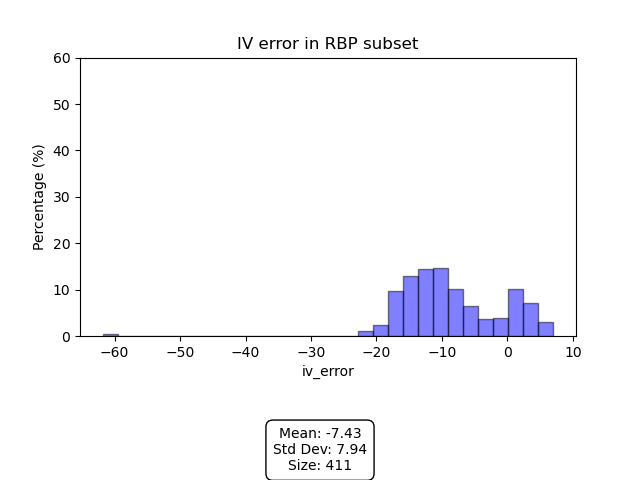 IV error in RBP subset
60
50
40
30
20
10
0
Percentage (%)
−60
−50
−40
−30
−20
−10
0
10
iv_error
Mean: -7.43
Std Dev: 7.94
Size: 411